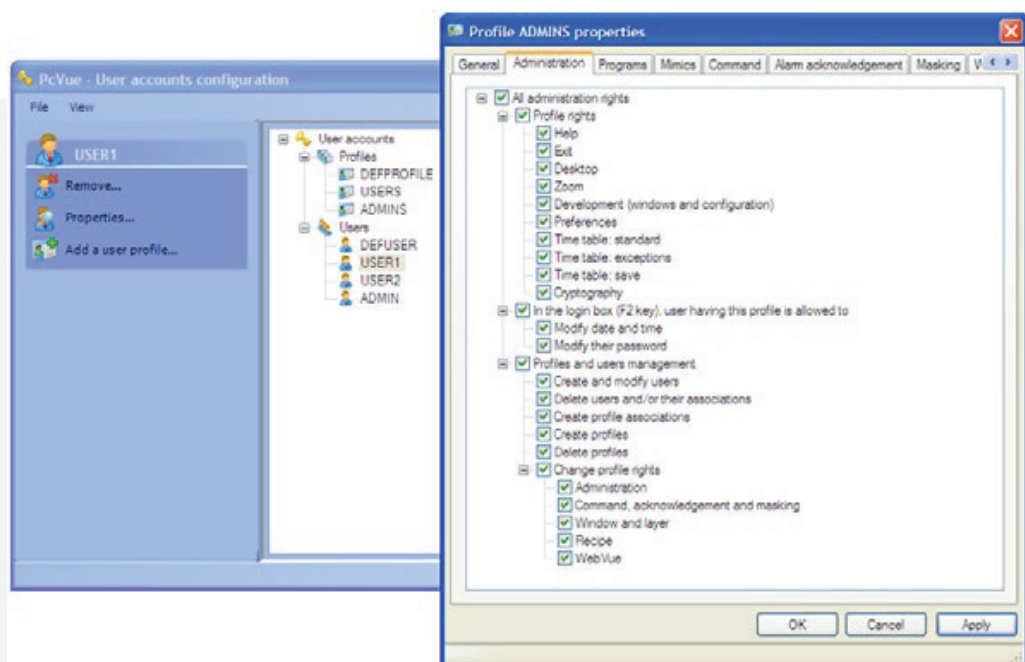 PcVue - User accounts configuration
File View
USER1
Remove...
Properties...
Add a user profile...
User accounts
Profiles
DEFPROFILE
USERS
ADMINS
Users
DEFUSER
USER1
USER2
ADMIN
Profile ADMINS properties
General Administration Programs Mimics Command Alarm acknowledgement Masking
All administration rights
Profile rights
Help
Exit
Desktop
Zoom
Development (windows and configuration)
Preferences
Time table: standard
Time table: exceptions
Time table: save
Cryptography
In the login box (F2 key), user having this profile is allowed to
Modify date and time
Modify their password
Profiles and users management
Create and modify users
Delete users and/or their associations
Create profile associations
Create profiles
Delete profiles
Change profile rights
Administration
Command, acknowledgement and masking
Window and layer
Recipe
WebVue
OK Cancel Apply